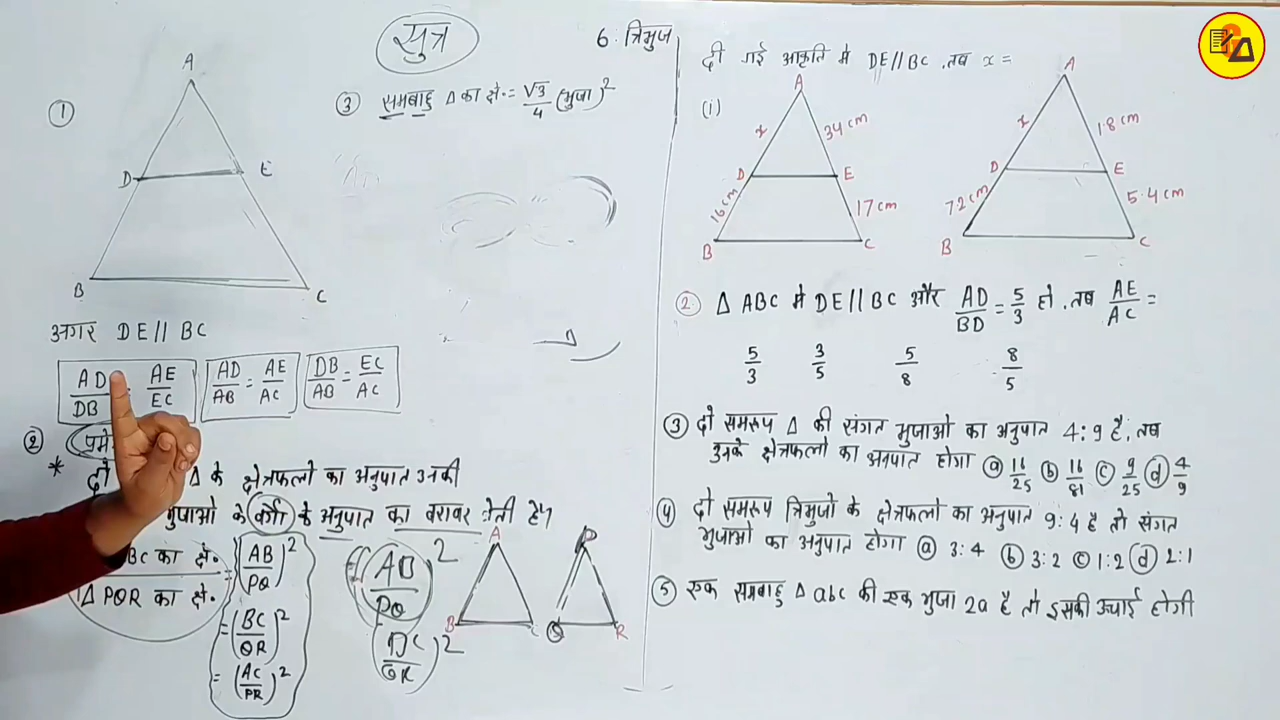 सुत्र
6. त्रिभुज
①
A
D E
B C
अगर DE // BC
AD/DB = AE/EC AD/AB = AE/AC DB/AB = EC/AC
②
* दो Δ के क्षेत्रफलो का अनुपात उनकी
भुजाओ के वर्गो के अनुपात का बराबर होती है।
BC का क्षे. / Δ PQR का क्षे. = (AB/PQ)²
= (BC/QR)²
= (AC/PR)²
(AB/PQ)²
(BC/QR)²
A
B C
P
Q R
③ समबाहु Δ का क्षे. = √3/4 (भुजा)²
दी गई आकृति मे DE // BC . तब x =
(i)
A
x 34 cm
D E
16 cm 17 cm
B C
A
x 1.8 cm
D E
7.2 cm 5.4 cm
B C
② Δ ABC मे DE // BC और AD/BD = 5/3 हो . तब AE/AC =
5/3 3/5 5/8 8/5
③ दो समरूप Δ की संगत भुजाओ का अनुपात 4:9 है, तब
उनके क्षेत्रफलो का अनपात होगा ⓐ 16/25 ⓑ 16/81 ⓒ 9/25 ⓓ 4/9
④ दो समरूप त्रिभुजो के क्षेत्रफलो का अनुपात 9:4 है तो संगत
भुजाओ का अनुपात होगा ⓐ 3:4 ⓑ 3:2 ⓒ 1:2 ⓓ 2:1
⑤ एक समबाहु Δ abc की एक भुजा 2a है तो इसकी उचाई होगी